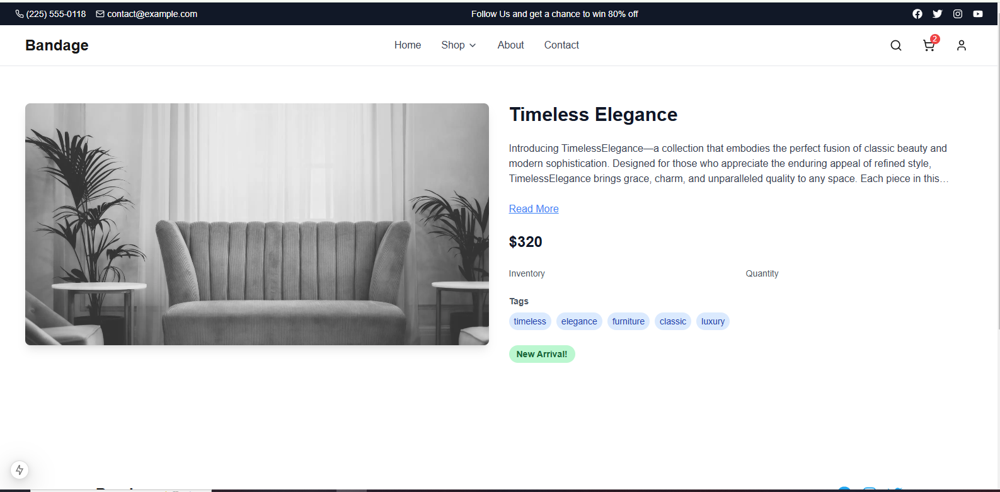 (225) 555-0118 contact@example.com Follow Us and get a chance to win 80% off
Bandage Home Shop About Contact 2
Timeless Elegance
Introducing TimelessElegance—a collection that embodies the perfect fusion of classic beauty and
modern sophistication. Designed for those who appreciate the enduring appeal of refined style,
TimelessElegance brings grace, charm, and unparalleled quality to any space. Each piece in this...
Read More
$320
Inventory Quantity
Tags
timeless elegance furniture classic luxury
New Arrival!